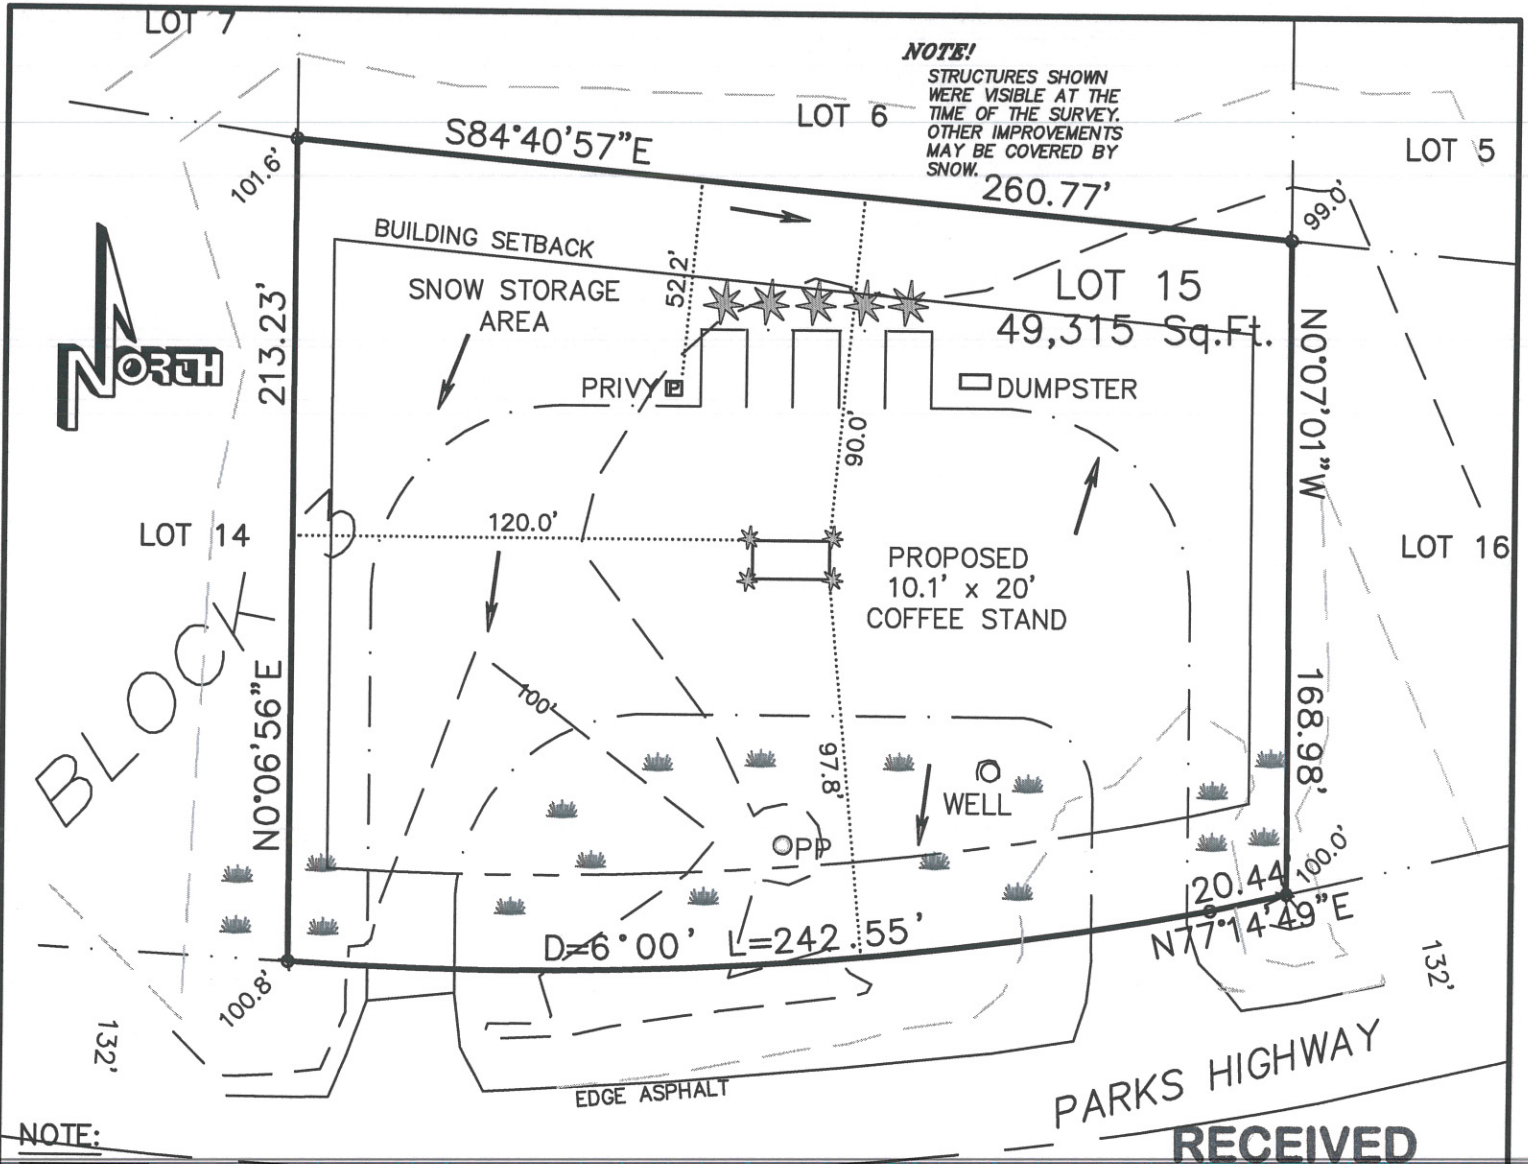 LOT 7
NOTE!
STRUCTURES SHOWN
WERE VISIBLE AT THE
TIME OF THE SURVEY.
OTHER IMPROVEMENTS
MAY BE COVERED BY
SNOW.
LOT 6
LOT 5
S84°40'57"E
260.77'
101.6'
99.0'
BUILDING SETBACK
SNOW STORAGE
AREA
52.2'
LOT 15
49,315 Sq.Ft.
NORTH
213.23'
PRIVY
P
DUMPSTER
N0°07'01"W
90.0'
120.0'
LOT 14
LOT 16
PROPOSED
10.1' x 20'
COFFEE STAND
BLOCK 3
N0°06'56"E
100'
168.98'
97.8'
WELL
PP
100.0'
20.44'
N77°14'49"E
D=6°00' L=242.55'
100.8'
132'
132'
EDGE ASPHALT
PARKS HIGHWAY
NOTE:
RECEIVED